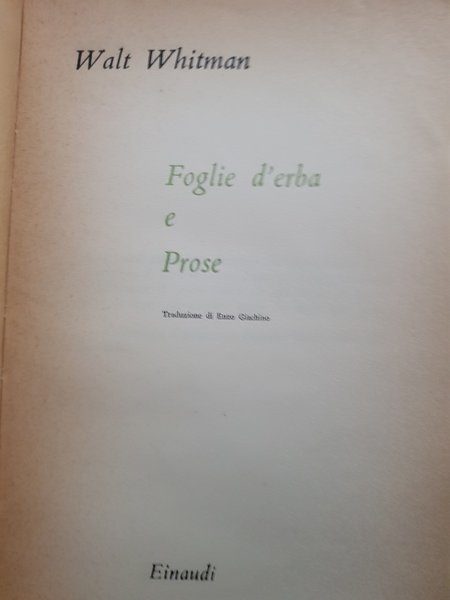 Walt Whitman
Foglie d'erba
e
Prose
Traduzione di Enzo Giachino
Einaudi